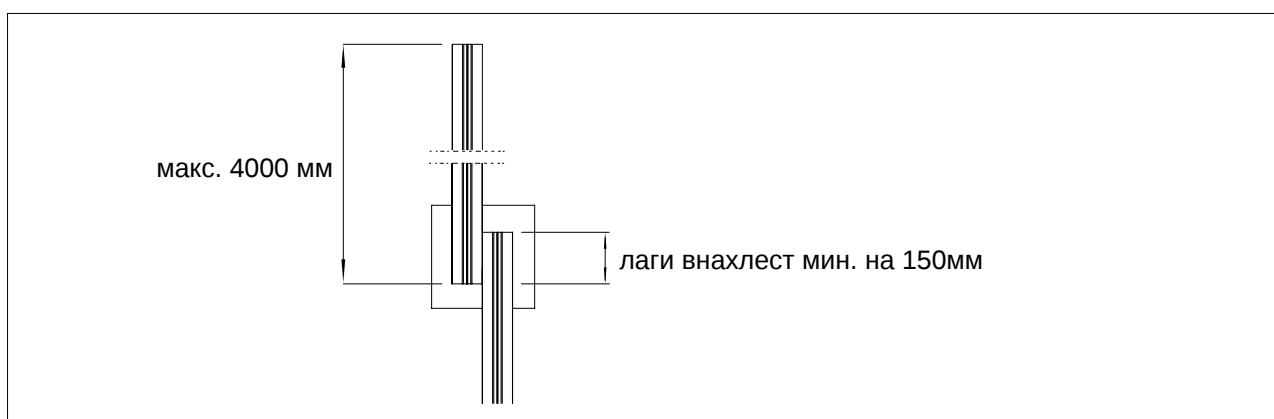 макс. 4000 мм
лаги внахлест мин. на 150мм